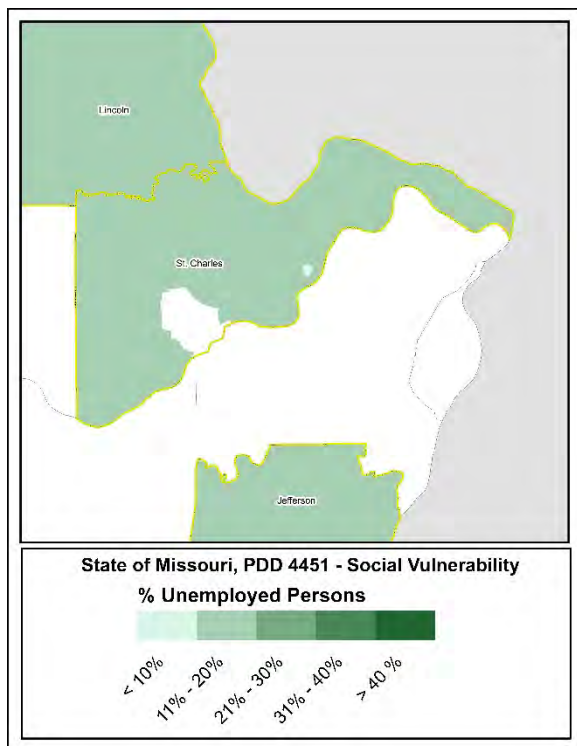 Lincoln
St. Charles
Jefferson
State of Missouri, PDD 4451 - Social Vulnerability
% Unemployed Persons
< 10%
11% - 20%
21% - 30%
31% - 40%
> 40 %